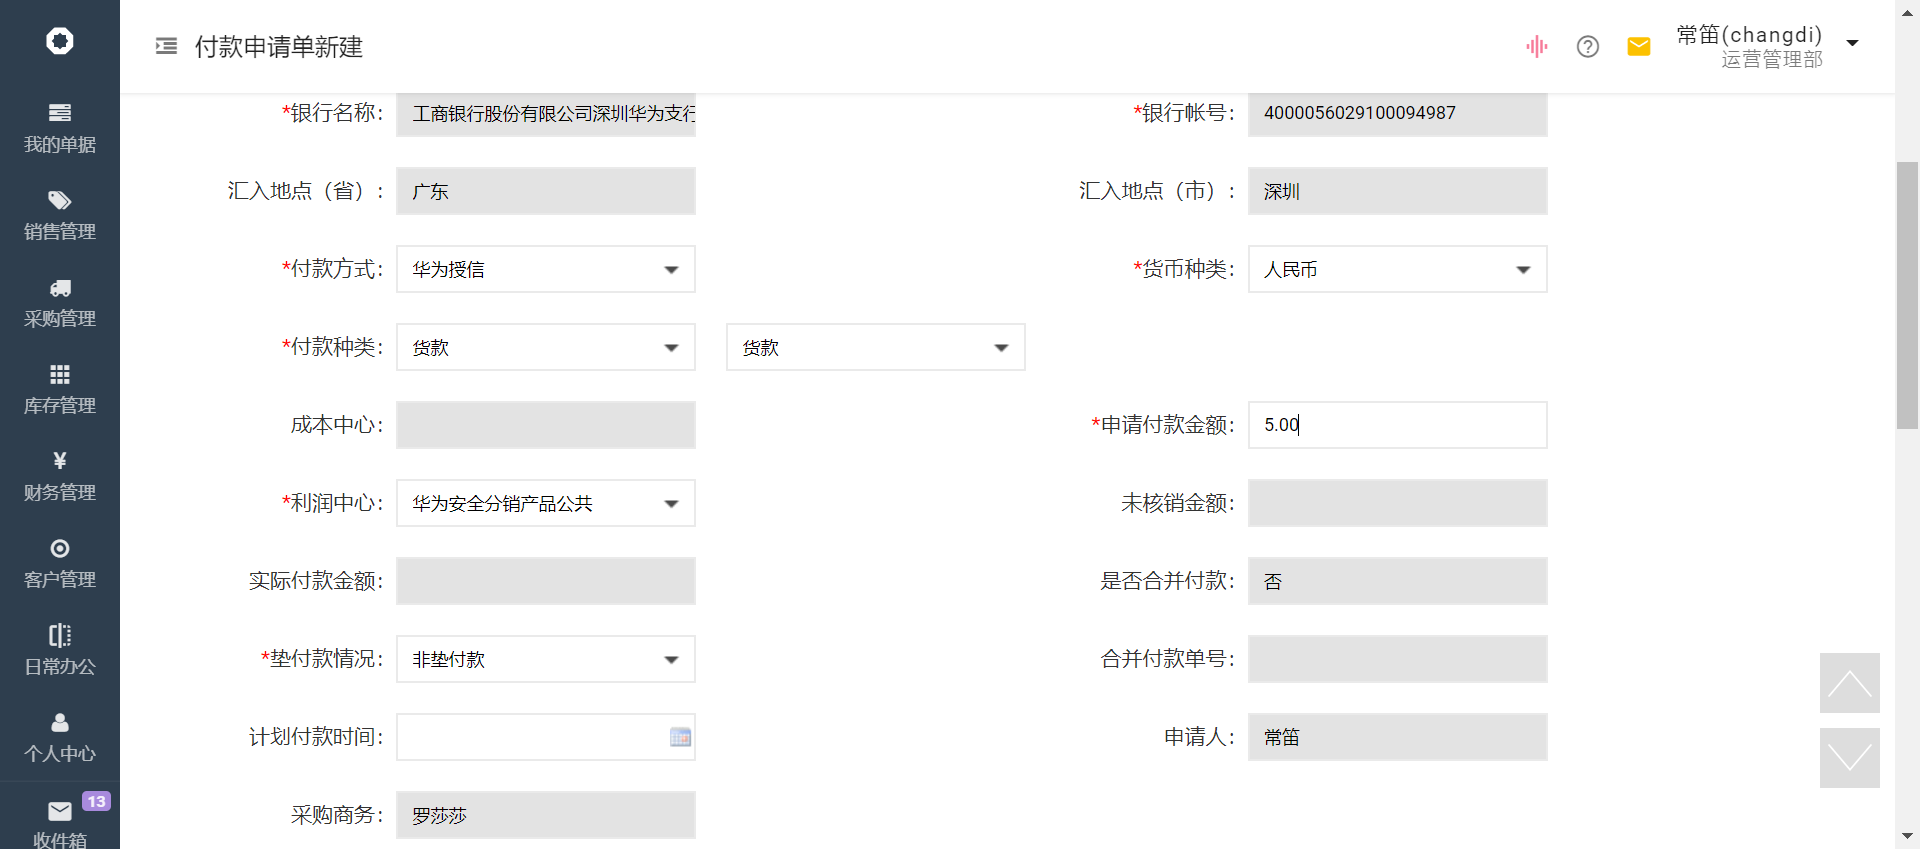 付款申请单新建
常笛(changdi)
运营管理部
我的单据
销售管理
采购管理
库存管理
¥
财务管理
客户管理
日常办公
个人中心
13
收件箱
*银行名称: 工商银行股份有限公司深圳华为支行
*银行帐号: 4000056029100094987
汇入地点（省）: 广东
汇入地点（市）: 深圳
*付款方式: 华为授信
*货币种类: 人民币
*付款种类: 货款 货款
成本中心:
*申请付款金额: 5.00
*利润中心: 华为安全分销产品公共
未核销金额:
实际付款金额:
是否合并付款: 否
*垫付款情况: 非垫付款
合并付款单号:
计划付款时间:
申请人: 常笛
采购商务: 罗莎莎